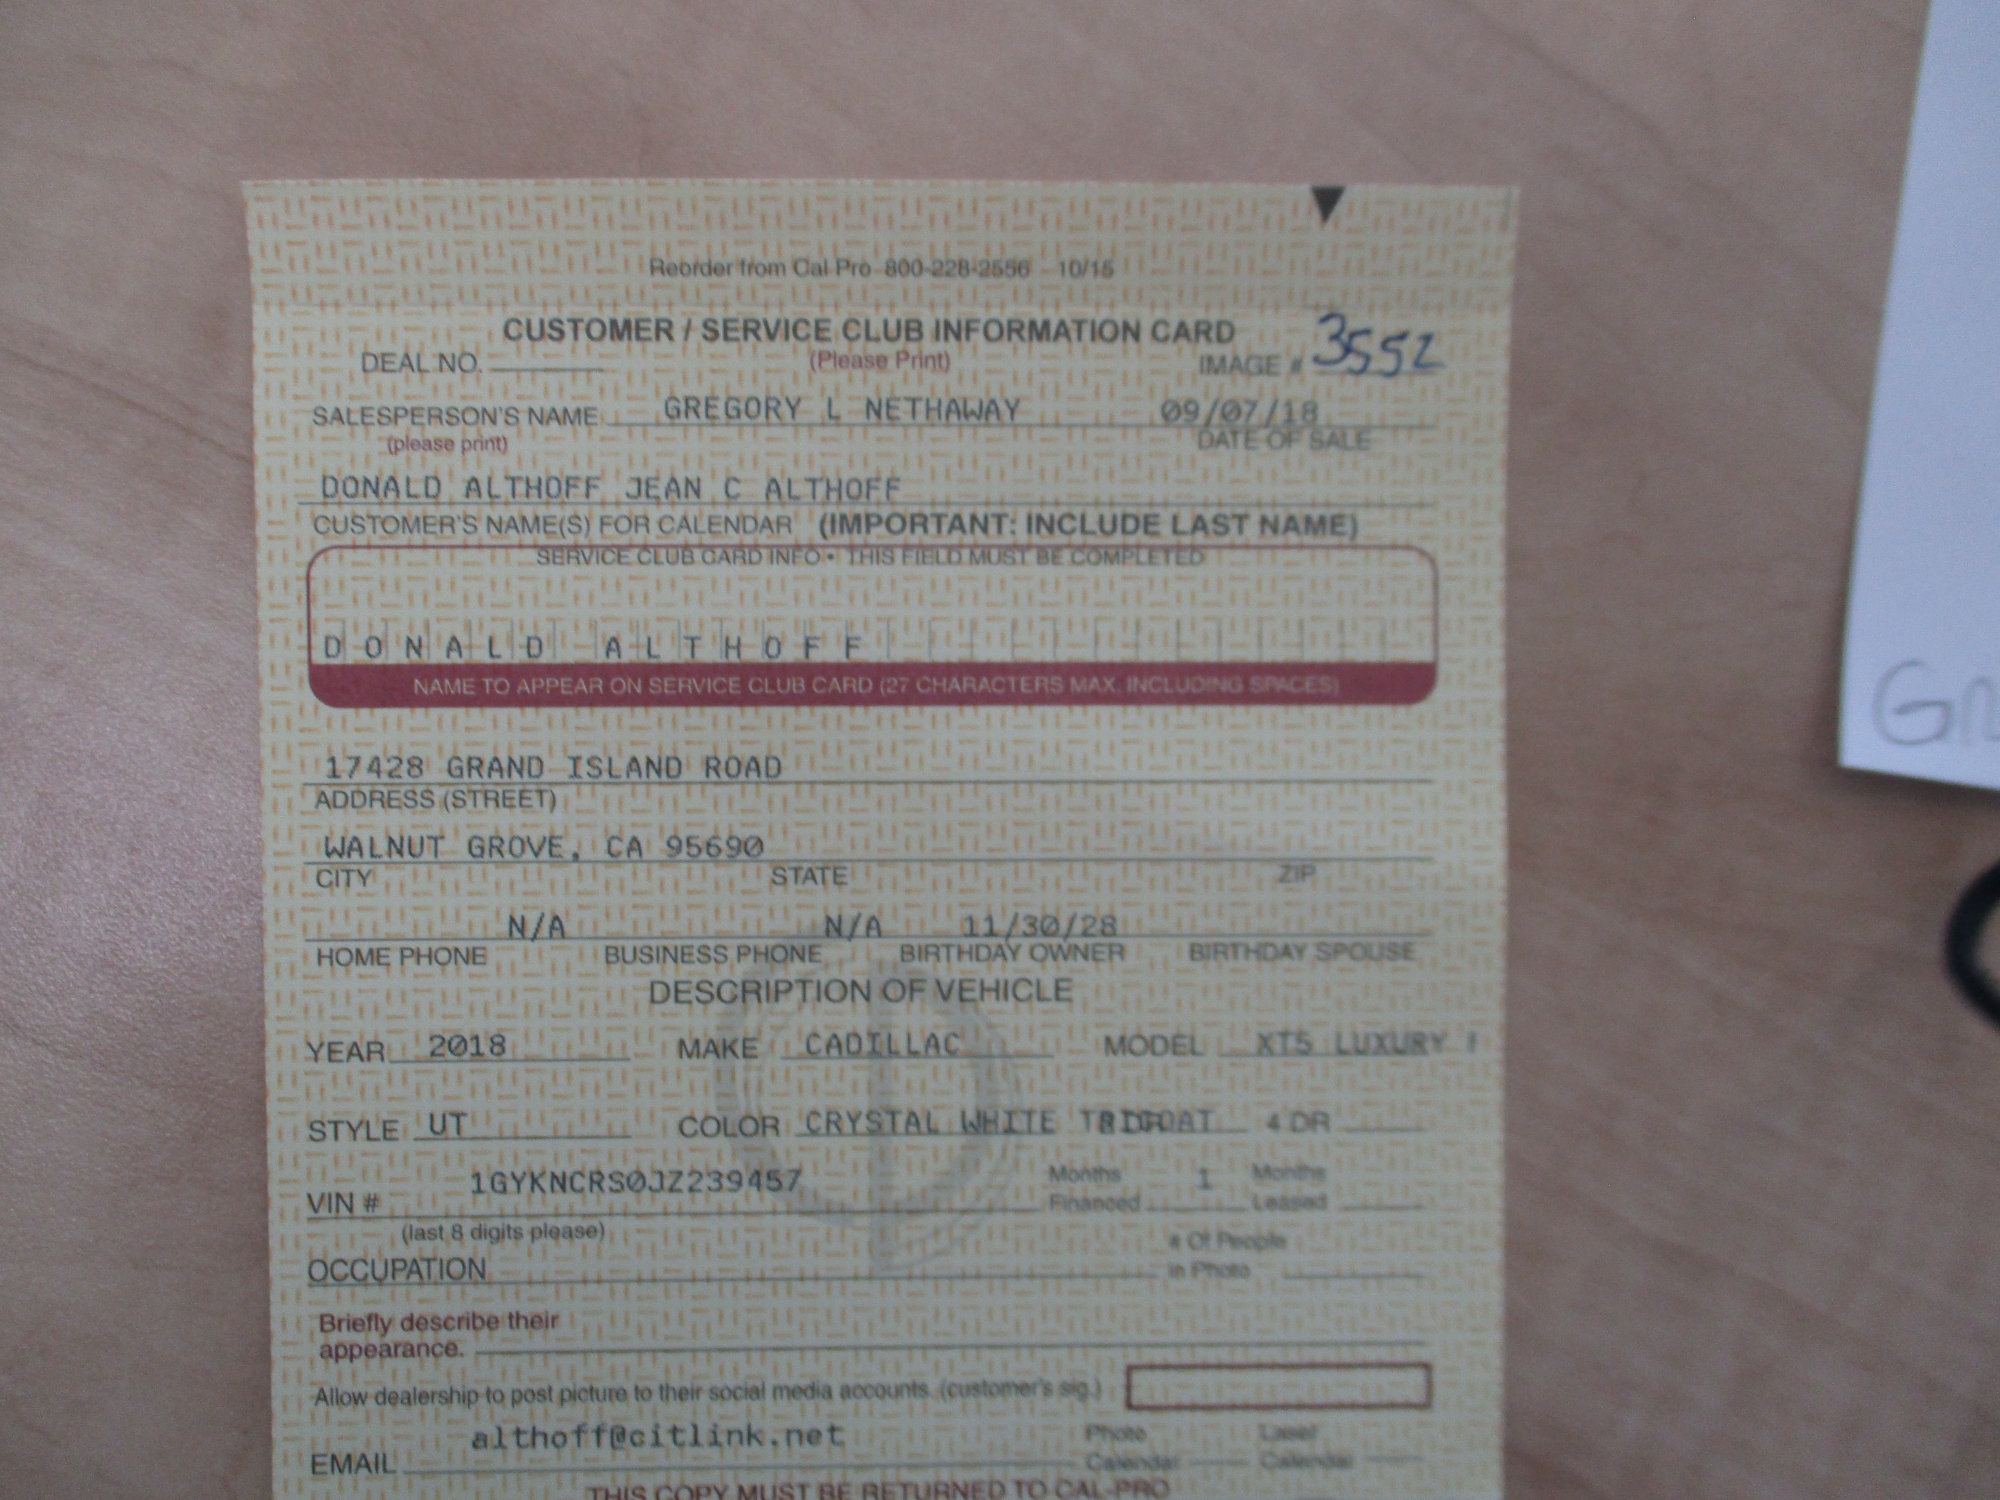 Reorder from Cal Pro 800-228-2556 10/15
CUSTOMER / SERVICE CLUB INFORMATION CARD
DEAL NO. (Please Print) IMAGE # 3552
SALESPERSON'S NAME GREGORY L NETHAWAY 09/07/18
(please print) DATE OF SALE
DONALD ALTHOFF JEAN C ALTHOFF
CUSTOMER'S NAME(S) FOR CALENDAR (IMPORTANT: INCLUDE LAST NAME)
SERVICE CLUB CARD INFO • THIS FIELD MUST BE COMPLETED
DONALD ALTHOFF
NAME TO APPEAR ON SERVICE CLUB CARD (27 CHARACTERS MAX. INCLUDING SPACES)
17428 GRAND ISLAND ROAD
ADDRESS (STREET)
WALNUT GROVE, CA 95690
CITY STATE ZIP
N/A N/A 11/30/28
HOME PHONE BUSINESS PHONE BIRTHDAY OWNER BIRTHDAY SPOUSE
DESCRIPTION OF VEHICLE
YEAR 2018 MAKE CADILLAC MODEL XT5 LUXURY
STYLE UT COLOR CRYSTAL WHITE 4 DR
VIN # 1GYKNCRS0JZ239457 Months Financed 1 Months Leased
(last 8 digits please)
OCCUPATION # Of People in Photo
Briefly describe their
appearance.
Allow dealership to post picture to their social media accounts. (customer's sig.)
EMAIL althoff@citlink.net Photo Calendar Laser Calendar
THIS COPY MUST BE RETURNED TO CAL-PRO